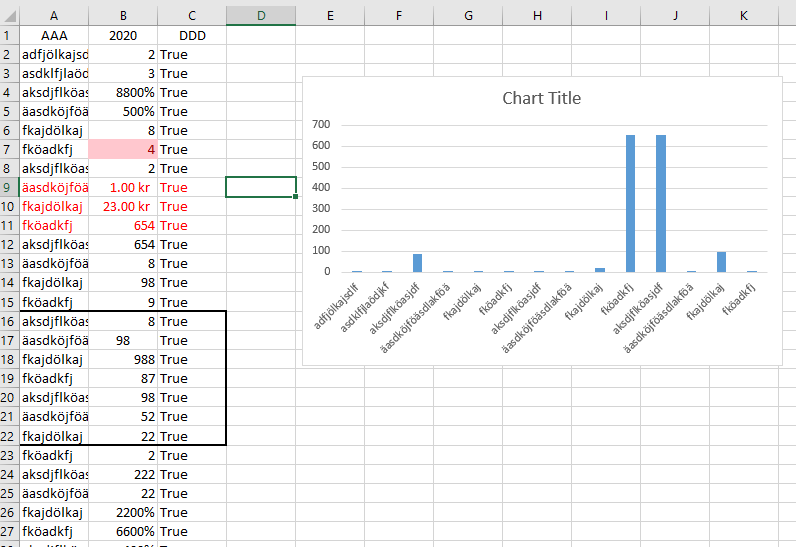 A B C D E F G H I J K
1 AAA 2020 DDD
2 adfjölkajsd 2 True
3 asdklfjlaöd 3 True
4 aksdjflköas 8800% True
5 äasdköjföä 500% True
6 fkajdölkaj 8 True
7 fköadkfj 4 True
8 aksdjflköas 2 True
9 äasdköjföä 1.00 kr True
10 fkajdölkaj 23.00 kr True
11 fköadkfj 654 True
12 aksdjflköas 654 True
13 äasdköjföä 8 True
14 fkajdölkaj 98 True
15 fköadkfj 9 True
16 aksdjflköas 8 True
17 äasdköjföä 98 True
18 fkajdölkaj 988 True
19 fköadkfj 87 True
20 aksdjflköas 98 True
21 äasdköjföä 52 True
22 fkajdölkaj 22 True
23 fköadkfj 2 True
24 aksdjflköas 222 True
25 äasdköjföä 22 True
26 fkajdölkaj 2200% True
27 fköadkfj 6600% True
Chart Title
700
600
500
400
300
200
100
0
adfjölkajsdlf
asdklfjlaödjkf
aksdjflköasjdf
äasdköjföäsdlakföä
fkajdölkaj
fköadkfj
aksdjflköasjdf
äasdköjföäsdlakföä
fkajdölkaj
fköadkfj
aksdjflköasjdf
äasdköjföäsdlakföä
fkajdölkaj
fköadkfj